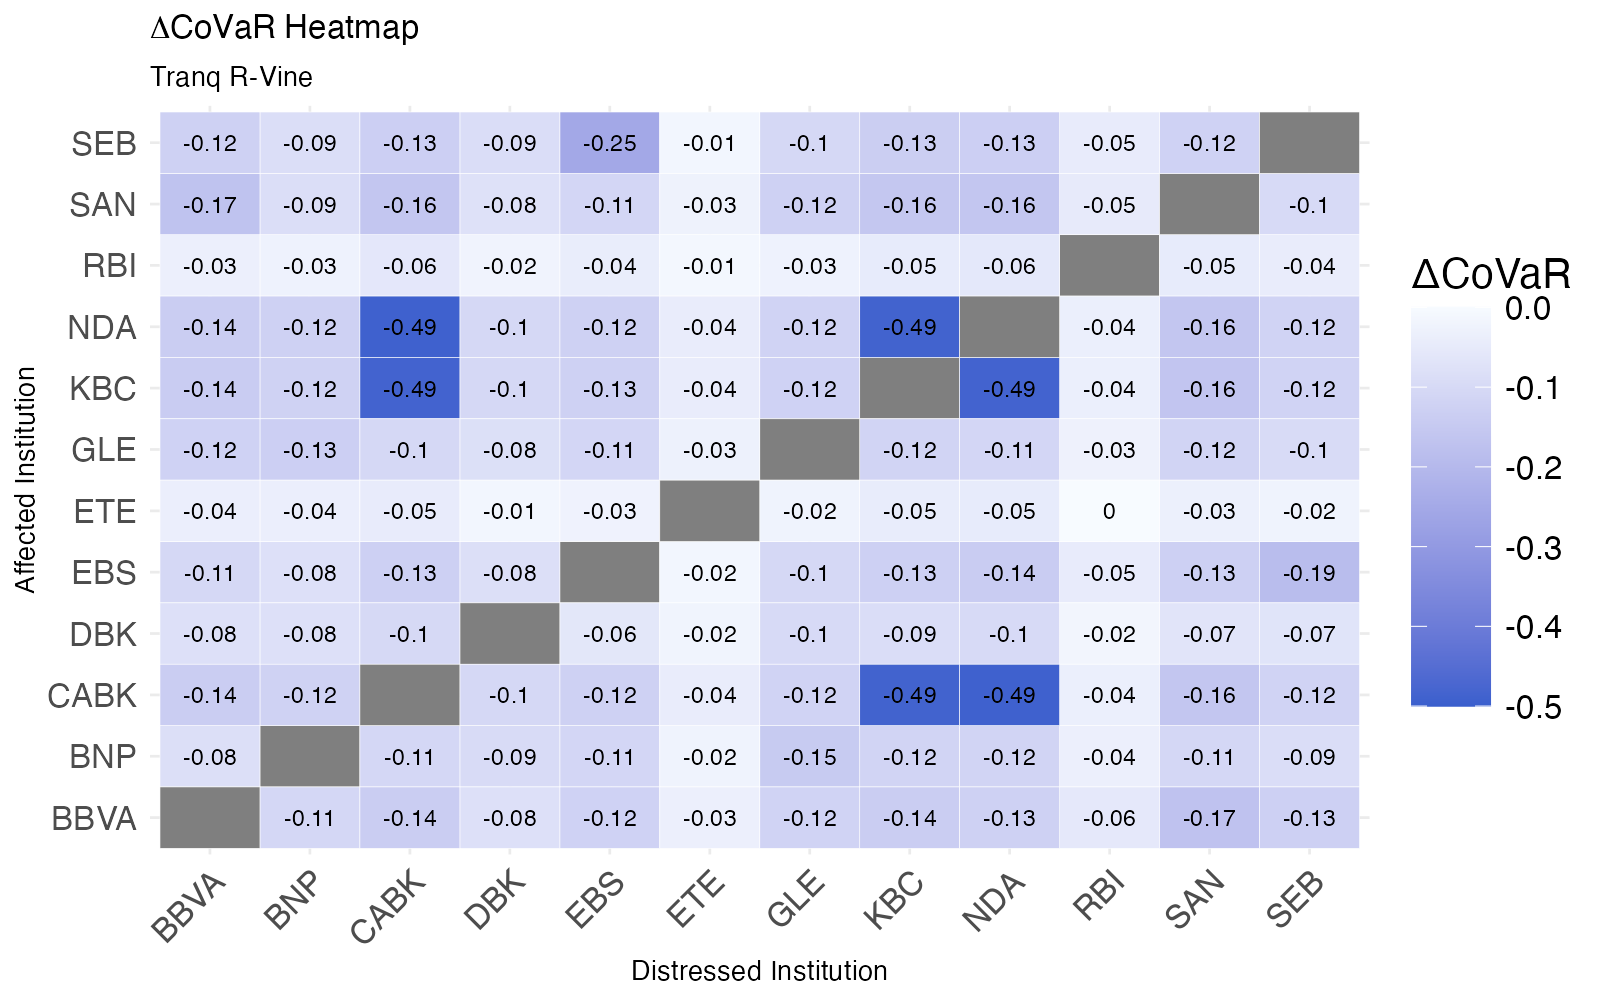 ΔCoVaR Heatmap
Tranq R-Vine
Affected Institution
SEB -0.12 -0.09 -0.13 -0.09 -0.25 -0.01 -0.1 -0.13 -0.13 -0.05 -0.12
SAN -0.17 -0.09 -0.16 -0.08 -0.11 -0.03 -0.12 -0.16 -0.16 -0.05 -0.1
RBI -0.03 -0.03 -0.06 -0.02 -0.04 -0.01 -0.03 -0.05 -0.06 -0.05 -0.04
NDA -0.14 -0.12 -0.49 -0.1 -0.12 -0.04 -0.12 -0.49 -0.04 -0.16 -0.12
KBC -0.14 -0.12 -0.49 -0.1 -0.13 -0.04 -0.12 -0.49 -0.04 -0.16 -0.12
GLE -0.12 -0.13 -0.1 -0.08 -0.11 -0.03 -0.12 -0.11 -0.03 -0.12 -0.1
ETE -0.04 -0.04 -0.05 -0.01 -0.03 -0.02 -0.05 -0.05 0 -0.03 -0.02
EBS -0.11 -0.08 -0.13 -0.08 -0.02 -0.1 -0.13 -0.14 -0.05 -0.13 -0.19
DBK -0.08 -0.08 -0.1 -0.06 -0.02 -0.1 -0.09 -0.1 -0.02 -0.07 -0.07
CABK -0.14 -0.12 -0.1 -0.12 -0.04 -0.12 -0.49 -0.49 -0.04 -0.16 -0.12
BNP -0.08 -0.11 -0.09 -0.11 -0.02 -0.15 -0.12 -0.12 -0.04 -0.11 -0.09
BBVA -0.11 -0.14 -0.08 -0.12 -0.03 -0.12 -0.14 -0.13 -0.06 -0.17 -0.13
BBVA BNP CABK DBK EBS ETE GLE KBC NDA RBI SAN SEB
Distressed Institution
ΔCoVaR
0.0
-0.1
-0.2
-0.3
-0.4
-0.5